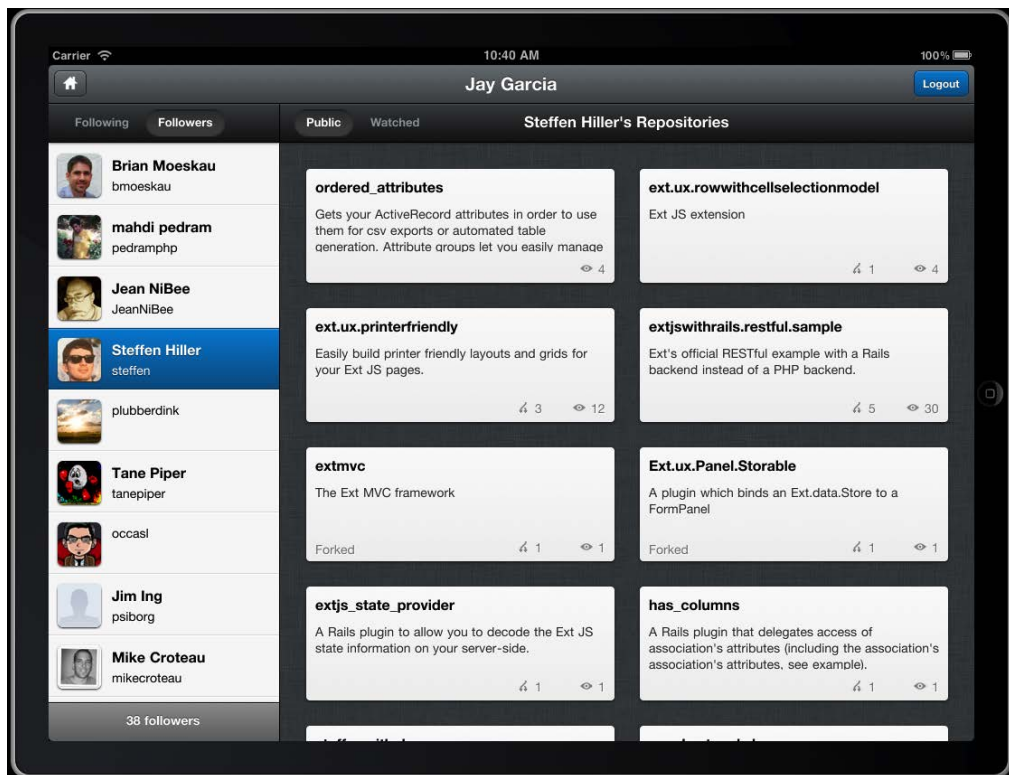 Carrier
10:40 AM
100%
Jay Garcia
Logout
Following Followers
Public Watched
Steffen Hiller's Repositories
Brian Moeskau
bmoeskau
mahdi pedram
pedramphp
Jean NiBee
JeanNiBee
Steffen Hiller
steffen
plubberdink
Tane Piper
tanepiper
occasl
Jim Ing
psiborg
Mike Croteau
mikecroteau
38 followers
ordered_attributes
Gets your ActiveRecord attributes in order to use
them for csv exports or automated table
generation. Attribute groups let you easily manage
4
ext.ux.rowwithcellselectionmodel
Ext JS extension
1 4
ext.ux.printerfriendly
Easily build printer friendly layouts and grids for
your Ext JS pages.
3 12
extjswithrails.restful.sample
Ext's official RESTful example with a Rails
backend instead of a PHP backend.
5 30
extmvc
The Ext MVC framework
Forked 1 1
Ext.ux.Panel.Storable
A plugin which binds an Ext.data.Store to a
FormPanel
Forked 1 1
extjs_state_provider
A Rails plugin to allow you to decode the Ext JS
state information on your server-side.
1 1
has_columns
A Rails plugin that delegates access of
association's attributes (including the association's
association's attributes, see example).
1 1